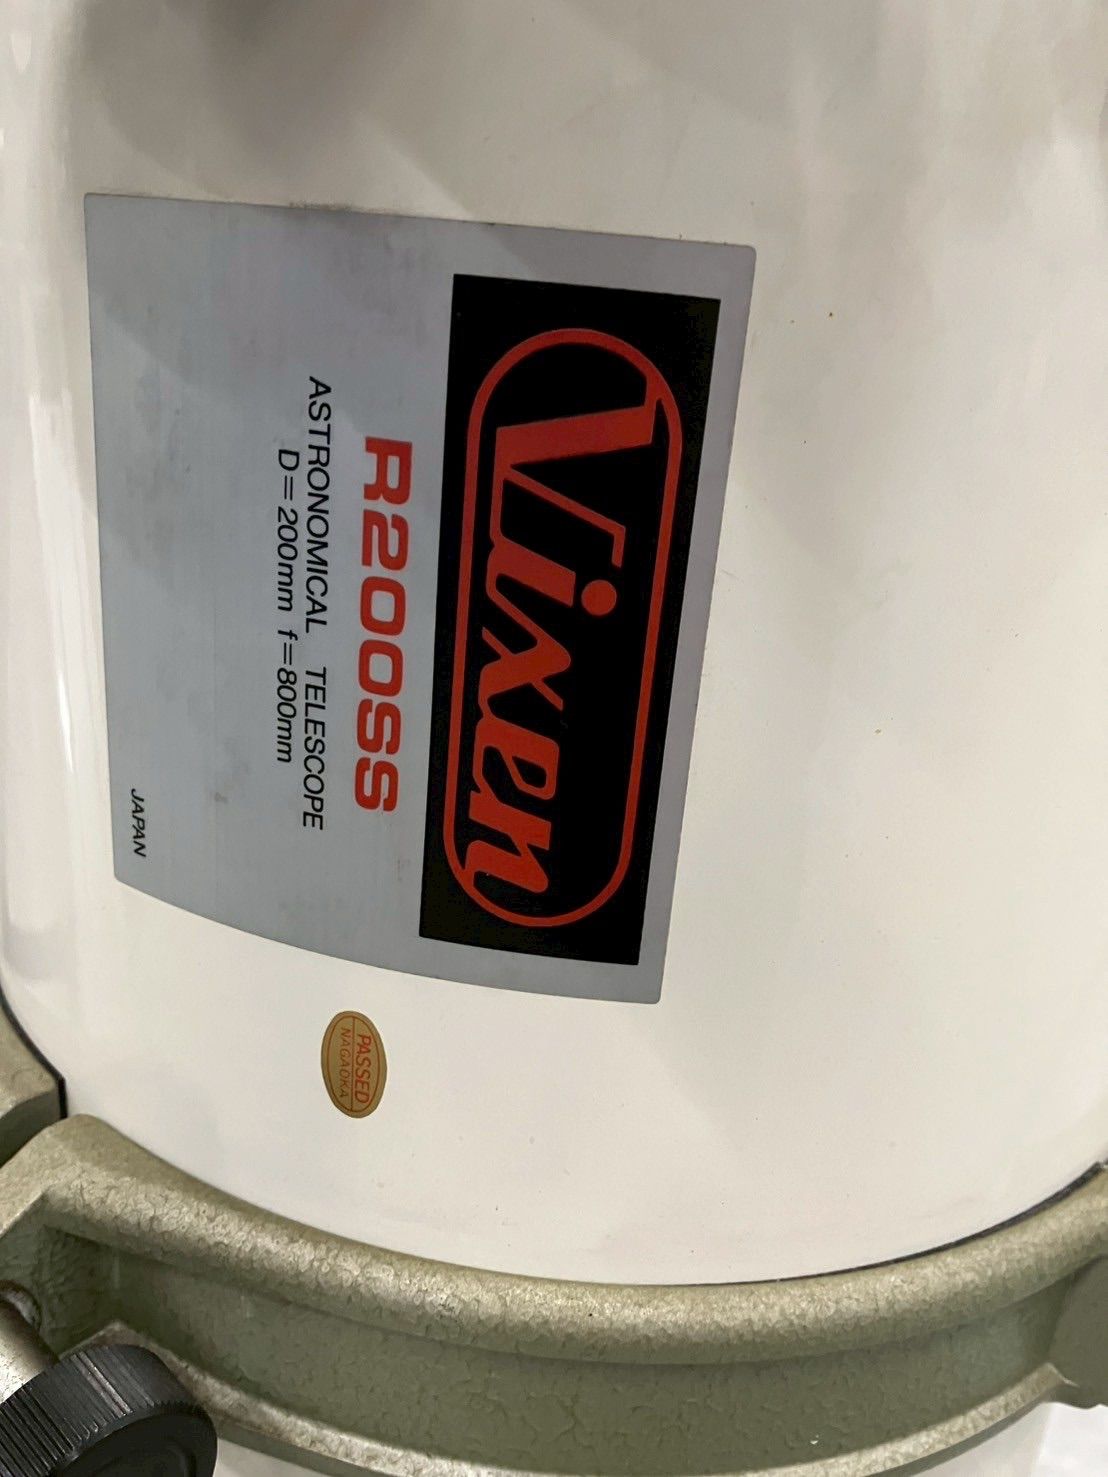 Vixen
R200SS
ASTRONOMICAL TELESCOPE
D=200mm f=800mm
JAPAN
PASSED
NAGAOKA